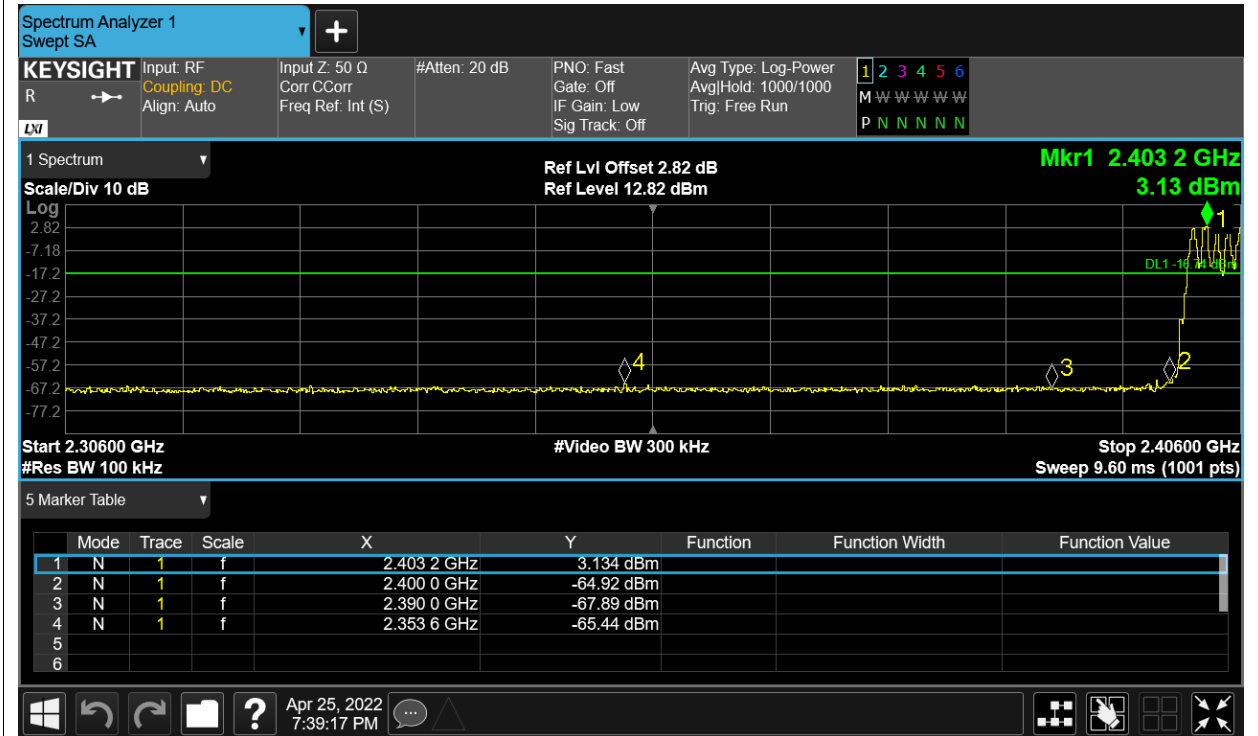 Spectrum Analyzer 1
Swept SA
KEYSIGHT
R
LXI
Input: RF
Coupling: DC
Align: Auto
Input Z: 50 Ω
Corr CCorr
Freq Ref: Int (S)
#Atten: 20 dB
PNO: Fast
Gate: Off
IF Gain: Low
Sig Track: Off
Avg Type: Log-Power
Avg|Hold: 1000/1000
Trig: Free Run
1 2 3 4 5 6
M W W W W W
P N N N N N
1 Spectrum
Scale/Div 10 dB
Ref Lvl Offset 2.82 dB
Ref Level 12.82 dBm
Mkr1 2.403 2 GHz
3.13 dBm
Log
2.82
-7.18
-17.2
-27.2
-37.2
-47.2
-57.2
-67.2
-77.2
1
DL1 -16.74 dBm
4
3
2
Start 2.30600 GHz
#Video BW 300 kHz
Stop 2.40600 GHz
#Res BW 100 kHz
Sweep 9.60 ms (1001 pts)
5 Marker Table
Mode Trace Scale X Y Function Function Width Function Value
1 N 1 f 2.403 2 GHz 3.134 dBm
2 N 1 f 2.400 0 GHz -64.92 dBm
3 N 1 f 2.390 0 GHz -67.89 dBm
4 N 1 f 2.353 6 GHz -65.44 dBm
5
6
?
Apr 25, 2022
7:39:17 PM